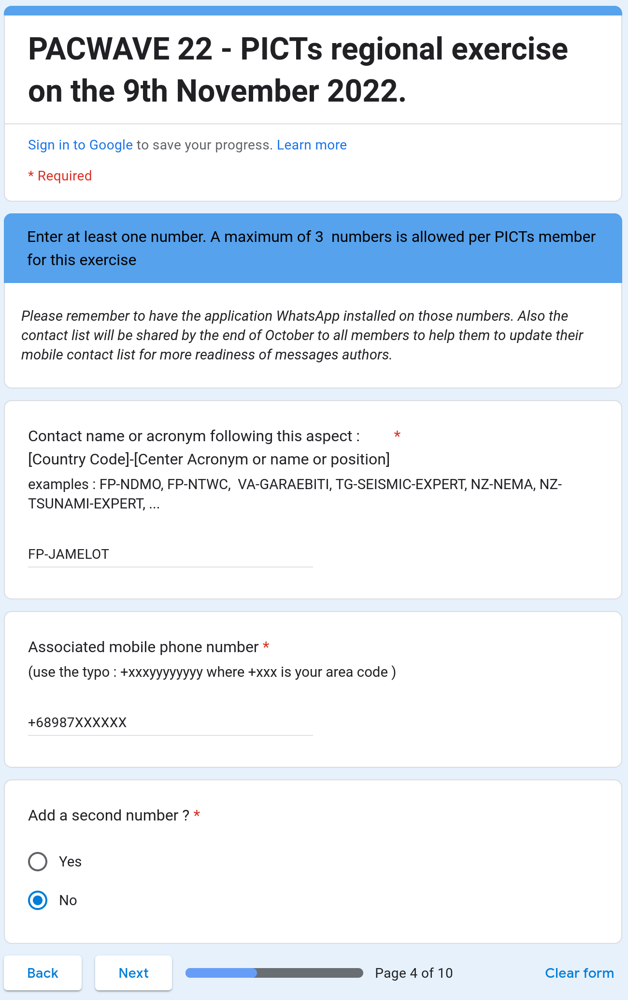 PACWAVE 22 - PICTs regional exercise
on the 9th November 2022.
Sign in to Google to save your progress. Learn more
* Required
Enter at least one number. A maximum of 3  numbers is allowed per PICTs member
for this exercise
Please remember to have the application WhatsApp installed on those numbers. Also the
contact list will be shared by the end of October to all members to help them to update their
mobile contact list for more readiness of messages authors.
Contact name or acronym following this aspect : *
[Country Code]-[Center Acronym or name or position]
examples : FP-NDMO, FP-NTWC,  VA-GARAEBITI, TG-SEISMIC-EXPERT, NZ-NEMA, NZ-
TSUNAMI-EXPERT, ...
FP-JAMELOT
Associated mobile phone number *
(use the typo : +xxxyyyyyyyy where +xxx is your area code )
+68987XXXXXX
Add a second number ? *
Yes
No
Back Next Page 4 of 10 Clear form